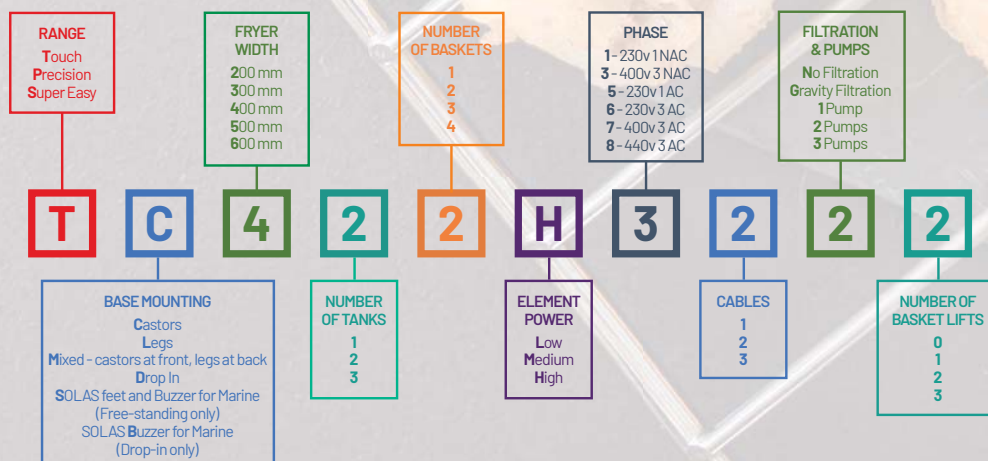 RANGE
Touch
Precision
Super Easy
FRYER
WIDTH
200 mm
300 mm
400 mm
500 mm
600 mm
NUMBER
OF BASKETS
1
2
3
4
PHASE
1 - 230v 1 NAC
3 - 400v 3 NAC
5 - 230v 1 AC
6 - 230v 3 AC
7 - 400v 3 AC
8 - 440v 3 AC
FILTRATION
& PUMPS
No Filtration
Gravity Filtration
1 Pump
2 Pumps
3 Pumps
T C 4 2 2 H 3 2 2 2
BASE MOUNTING
Castors
Legs
Mixed - castors at front, legs at back
Drop In
SOLAS feet and Buzzer for Marine
(Free-standing only)
SOLAS Buzzer for Marine
(Drop-in only)
NUMBER
OF TANKS
1
2
3
ELEMENT
POWER
Low
Medium
High
CABLES
1
2
3
NUMBER OF
BASKET LIFTS
0
1
2
3